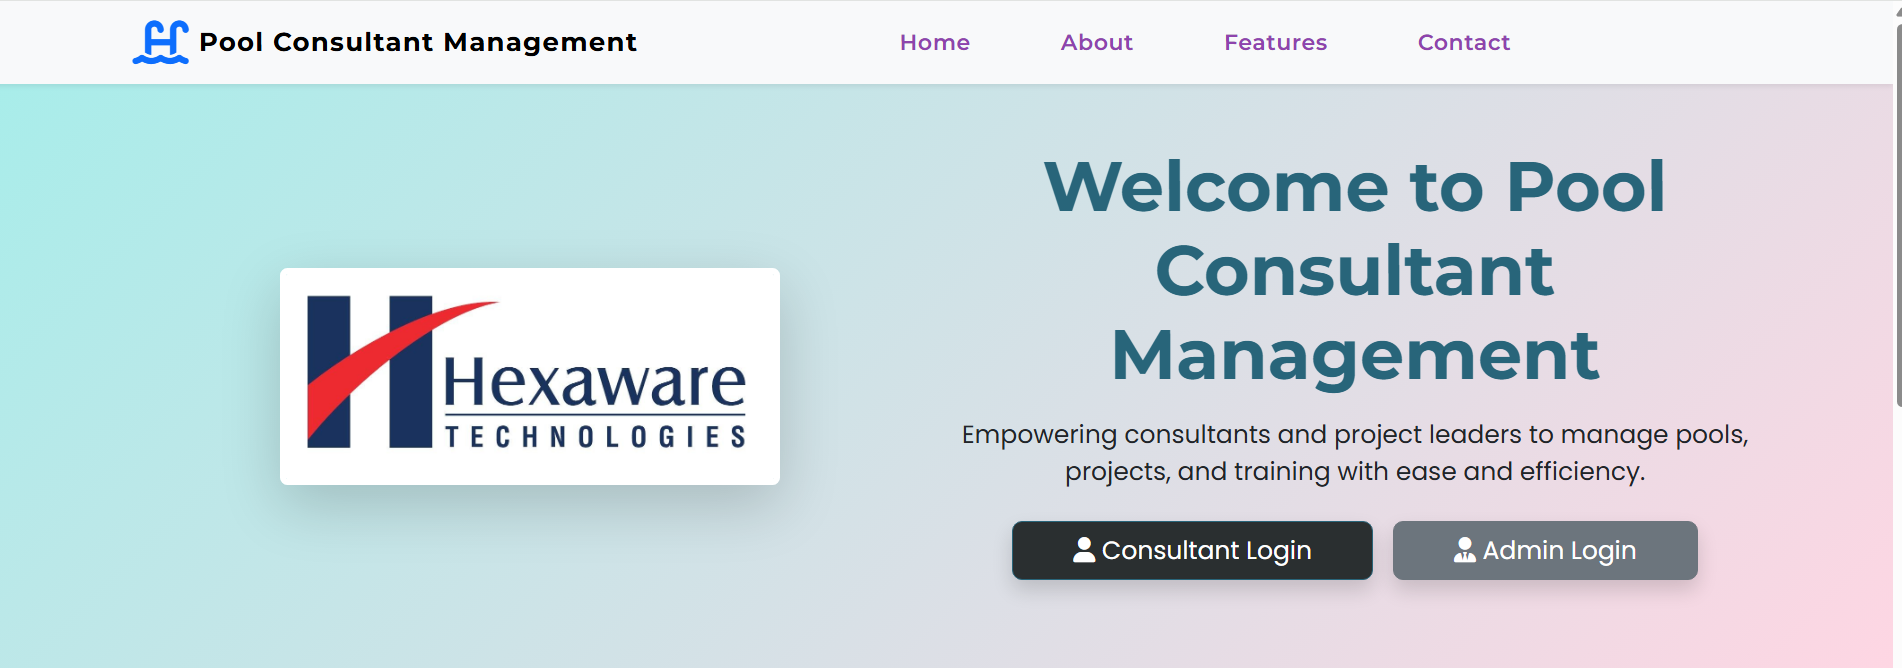 Pool Consultant Management
Home
About
Features
Contact
Hexaware
TECHNOLOGIES
Welcome to Pool
Consultant
Management
Empowering consultants and project leaders to manage pools,
projects, and training with ease and efficiency.
Consultant Login
Admin Login